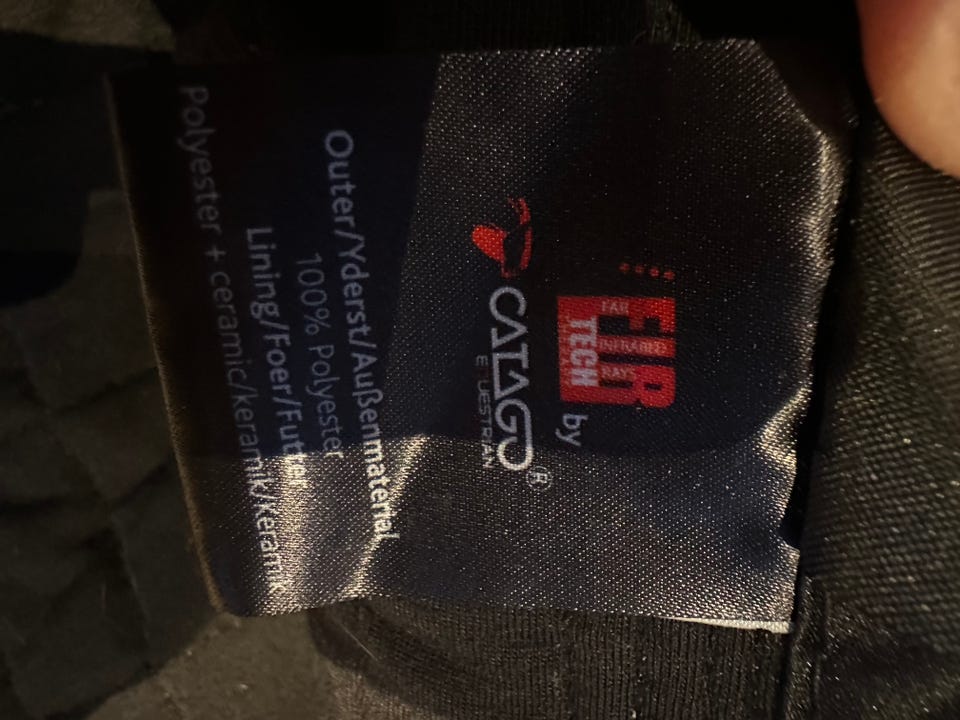 FIR
FAR
INFRARED
RAYS
TECH
by
CATAGO®
EQUESTRIAN
Outer/Yderst/Außenmaterial
100% Polyester
Lining/Foer/Futter
Polyester + ceramic/keramik/Keramik